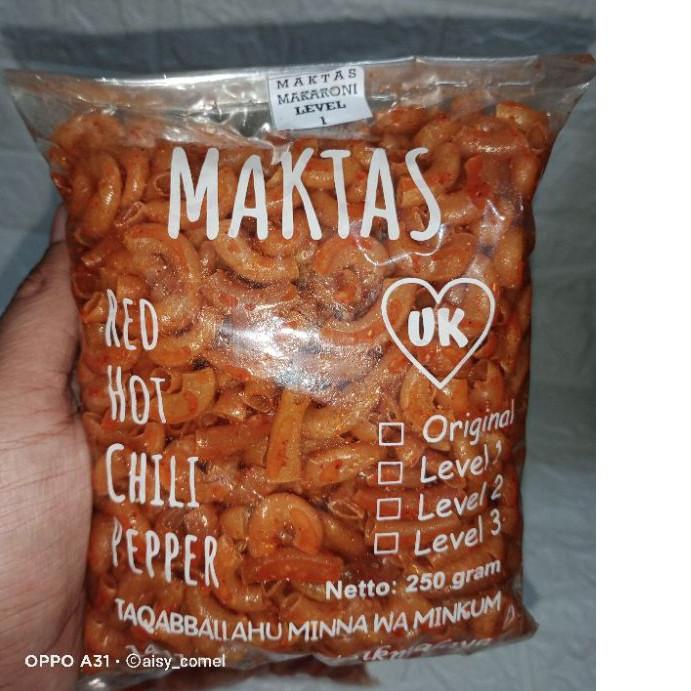 MAKTAS
MAKARONI
LEVEL
1
MAKTAS
RED
HOT
CHILI
PEPPER
UK
Original
Level 1
Level 2
Level 3
Netto: 250 gram
TAQABBALLAHU MINNA WA MINKUM
OPPO A31 · ©aisy_comel